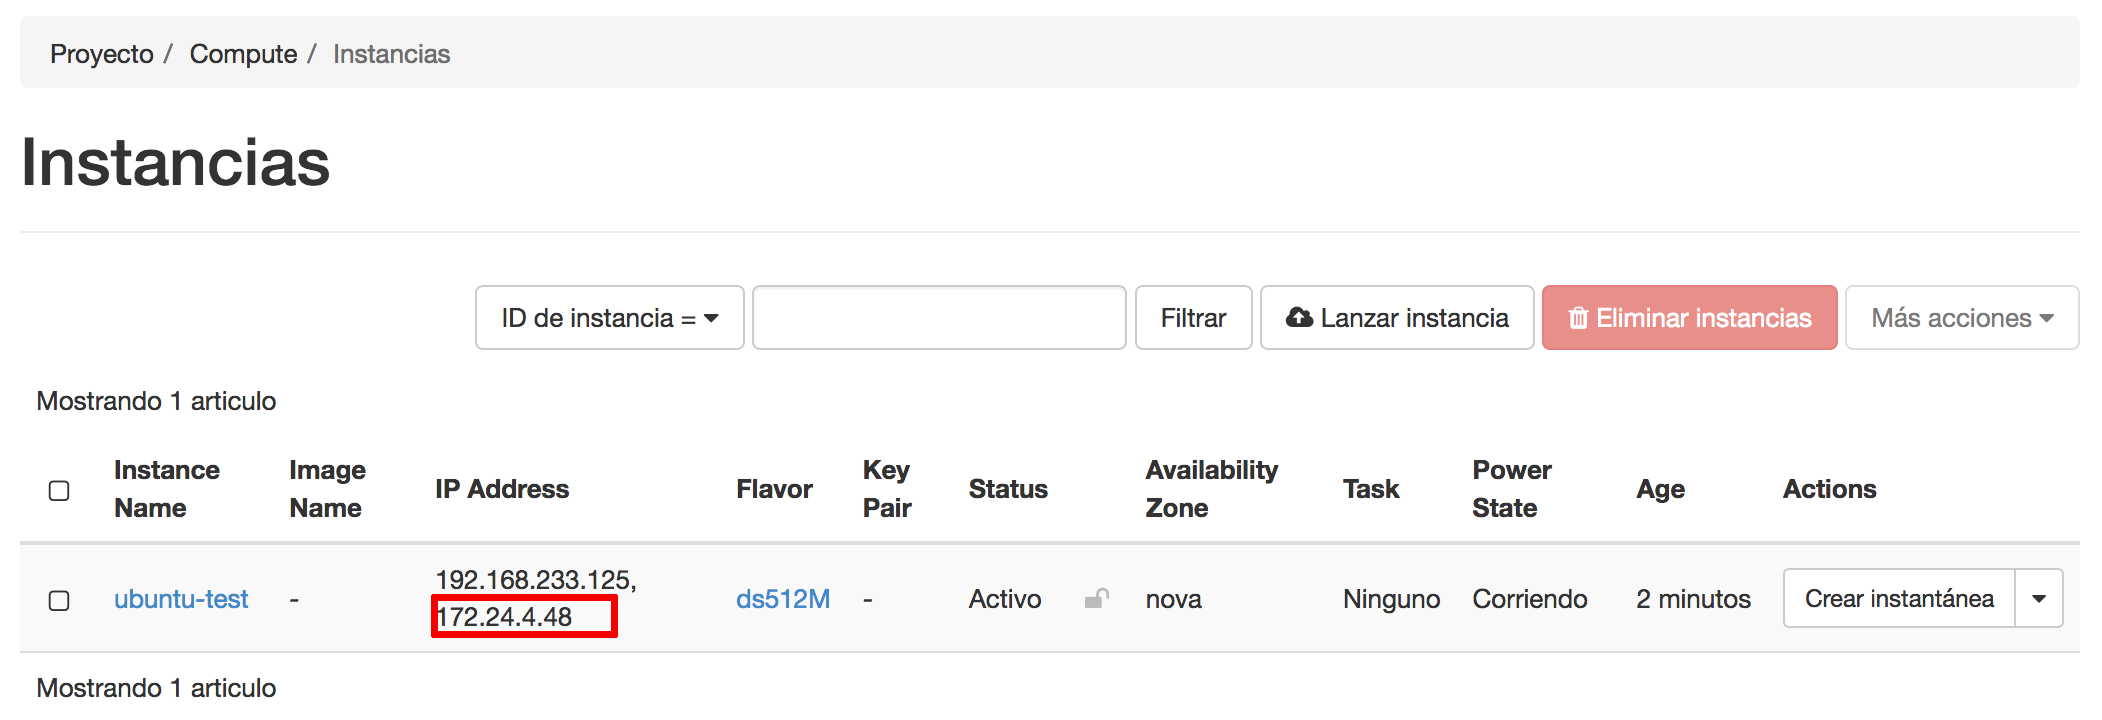 Proyecto / Compute / Instancias
Instancias
ID de instancia = Filtrar Lanzar instancia Eliminar instancias Más acciones
Mostrando 1 articulo
Instance Name Image Name IP Address Flavor Key Pair Status Availability Zone Task Power State Age Actions
ubuntu-test - 192.168.233.125, 172.24.4.48 ds512M - Activo nova Ninguno Corriendo 2 minutos Crear instantánea
Mostrando 1 articulo